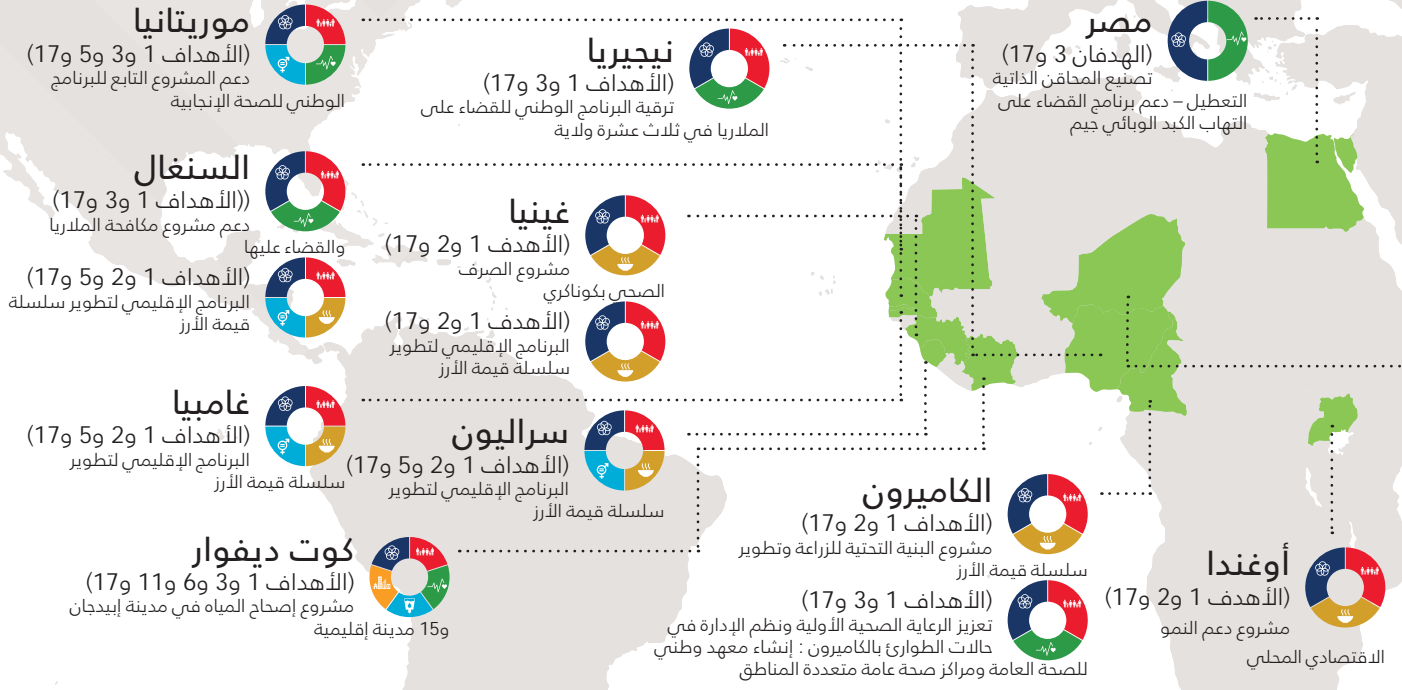 موريتانيا
(الأهداف 1 و3 و5 و17)
دعم المشروع التابع للبرنامج
الوطني للصحة الإنجابية
نيجيريا
(الأهداف 1 و3 و17)
ترقية البرنامج الوطني للقضاء على
الملاريا في ثلاث عشرة ولاية
مصر
(الهدفان 3 و17)
تصنيع المحاقن الذاتية
التعطيل – دعم برنامج القضاء على
التهاب الكبد الوبائي جيم
السنغال
((الأهداف 1 و3 و17)
دعم مشروع مكافحة الملاريا
والقضاء عليها
(الأهداف 1 و2 و5 و17)
البرنامج الإقليمي لتطوير سلسلة
قيمة الأرز
غينيا
(الأهدف 1 و2 و17)
مشروع الصرف
الصحي بكوناكري
(الأهداف 1 و2 و17)
البرنامج الإقليمي لتطوير
سلسلة قيمة الأرز
غامبيا
(الأهداف 1 و2 و5 و17)
البرنامج الإقليمي لتطوير
سلسلة قيمة الأرز
سراليون
(الأهداف 1 و2 و5 و17)
البرنامج الإقليمي لتطوير
سلسلة قيمة الأرز
كوت ديفوار
(الأهداف 1 و3 و6 و11 و17)
مشروع إصحاح المياه في مدينة إبيدجان
و15 مدينة إقليمية
الكاميرون
(الأهداف 1 و2 و17)
مشروع البنية التحتية للزراعة وتطوير
سلسلة قيمة الأرز
(الأهداف 1 و3 و17)
تعزيز الرعاية الصحية الأولية ونظم الإدارة في
حالات الطوارئ بالكاميرون : إنشاء معهد وطني
للصحة العامة ومراكز صحة عامة متعددة المناطق
أوغندا
(الأهدف 1 و2 و17)
مشروع دعم النمو
الاقتصادي المحلي